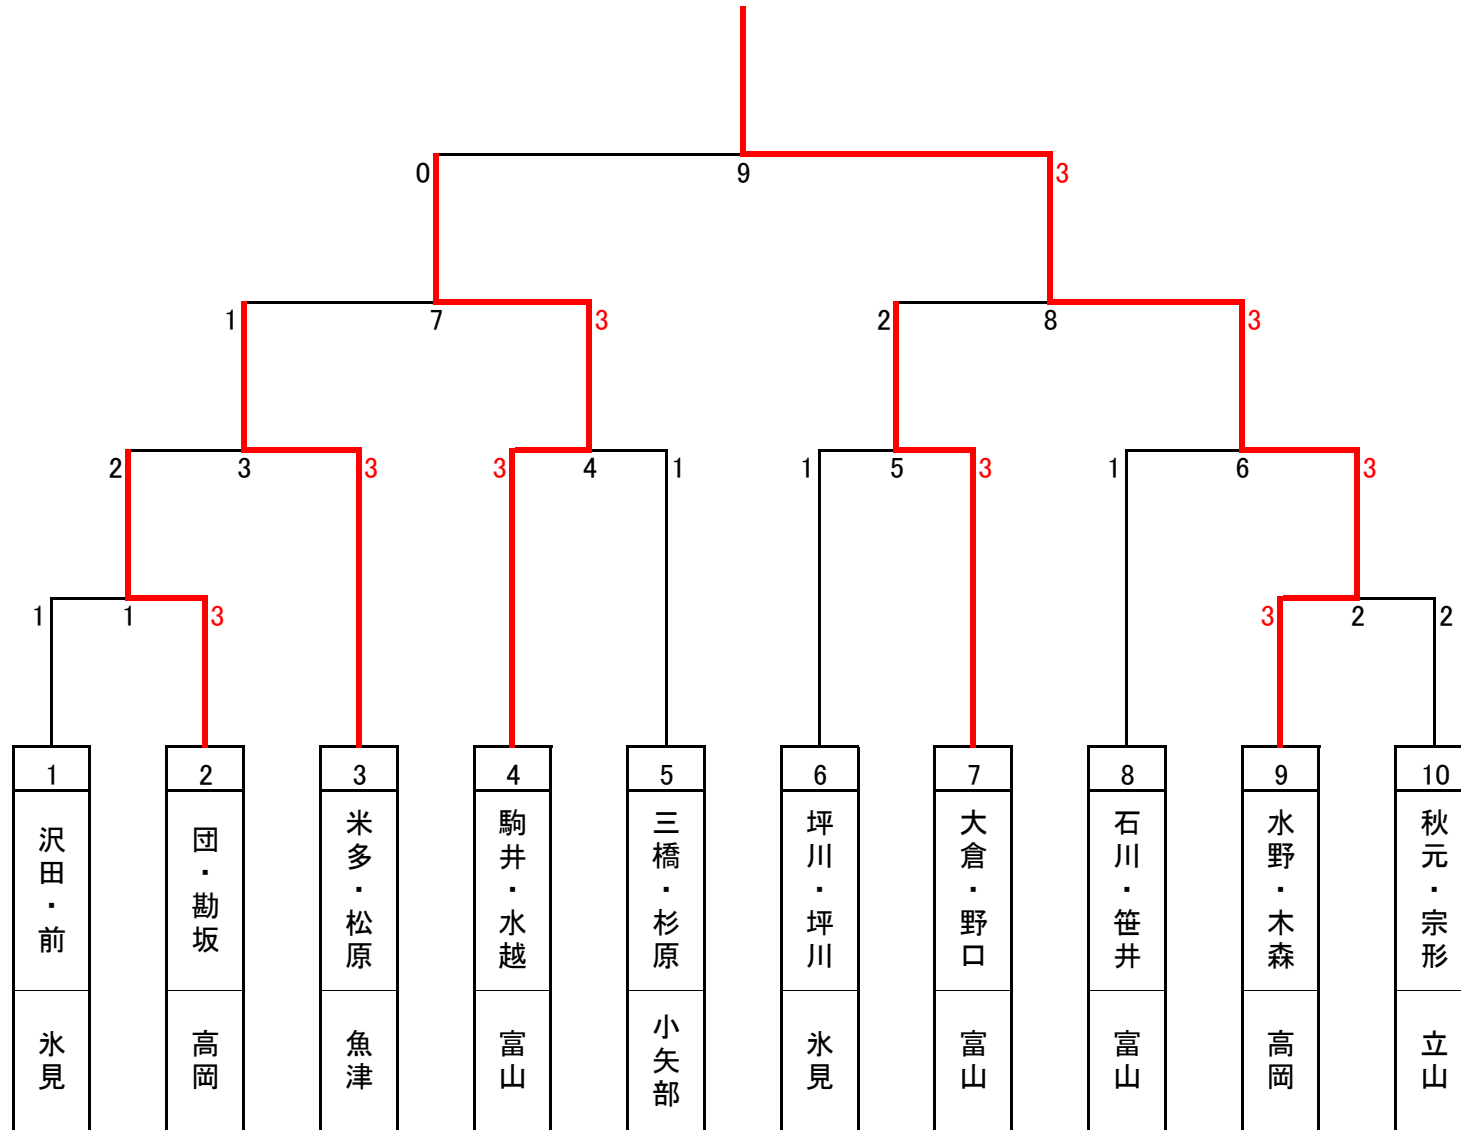 0 9 3
1 7 3 2 8 3
2 3 3 3 4 1 1 5 3 1 6 3
1 1 3 3 2 2
1 2 3 4 5 6 7 8 9 10
沢田・前
団・勘坂
米多・松原
駒井・水越
三橋・杉原
坪川・坪川
大倉・野口
石川・笹井
水野・木森
秋元・宗形
氷見
高岡
魚津
富山
小矢部
氷見
富山
富山
高岡
立山